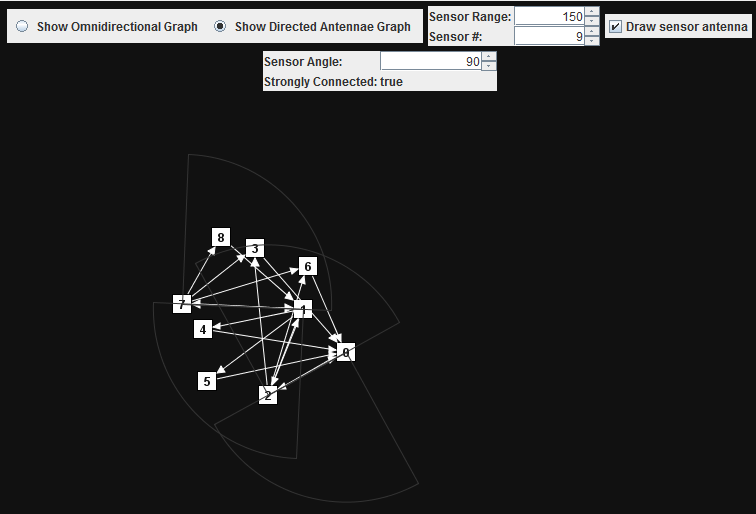 Show Omnidirectional Graph
Show Directed Antennae Graph
Sensor Range: 150
Sensor #: 9
Draw sensor antenna
Sensor Angle: 90
Strongly Connected: true
8
3
6
7
1
4
0
5
2